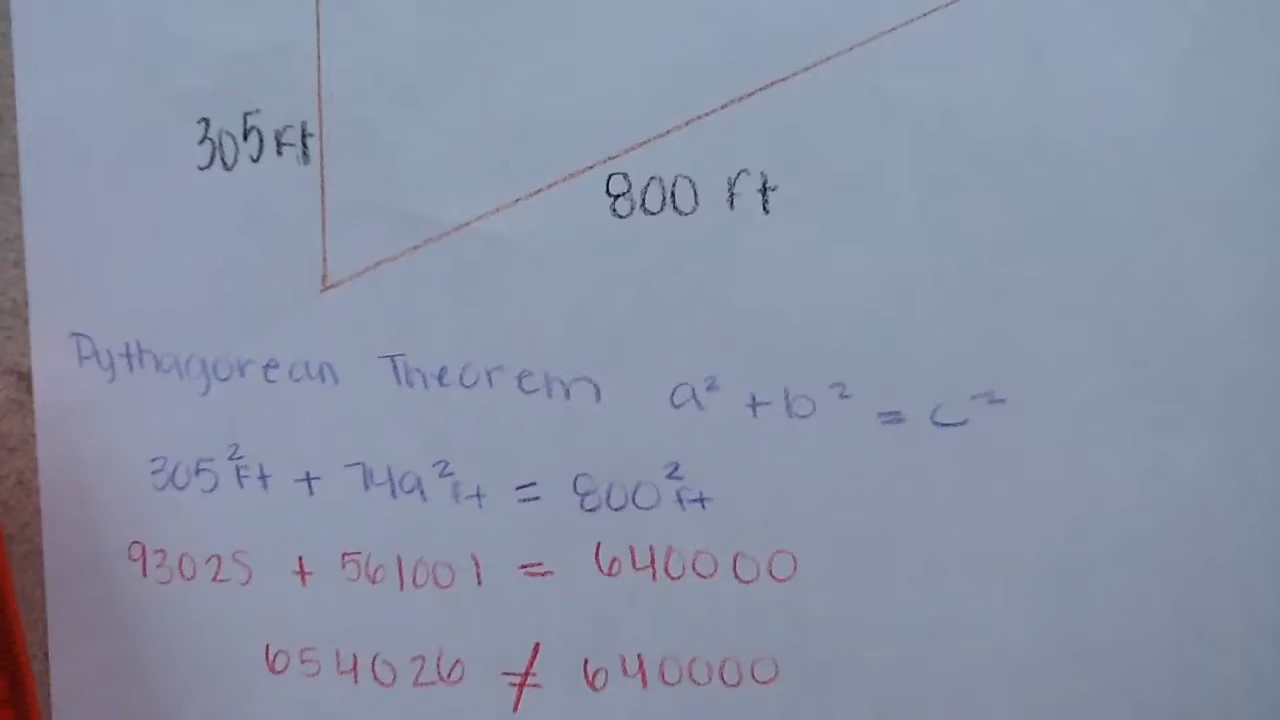 305 Ft
800 Ft
Pythagorean Theorem a² + b² = c²
305² Ft + 749² Ft = 800² Ft
93025 + 561001 = 640000
654026 ≠ 640000